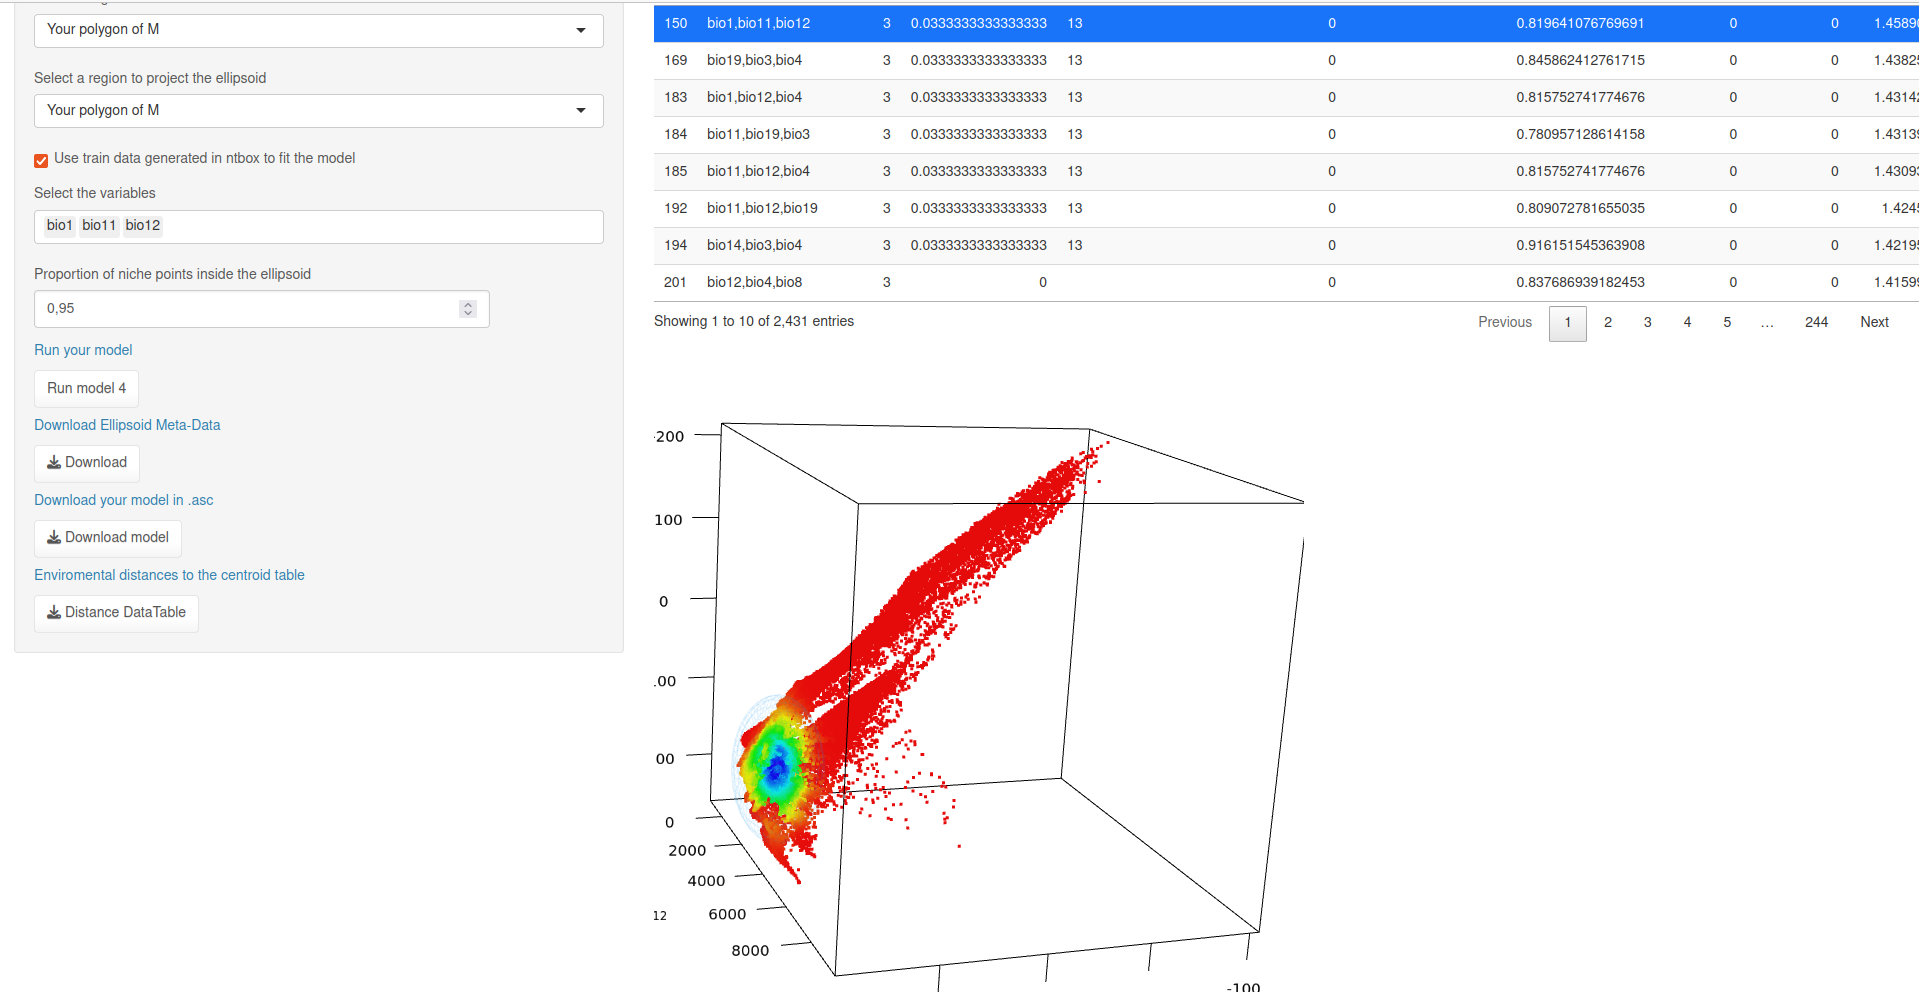 Your polygon of M
Select a region to project the ellipsoid
Your polygon of M
Use train data generated in ntbox to fit the model
Select the variables
bio1 bio11 bio12
Proportion of niche points inside the ellipsoid
0,95
Run your model
Run model 4
Download Ellipsoid Meta-Data
Download
Download your model in .asc
Download model
Enviromental distances to the centroid table
Distance DataTable
150 bio1,bio11,bio12 3 0.0333333333333333 13 0 0.819641076769691 0 0 1.4589
169 bio19,bio3,bio4 3 0.0333333333333333 13 0 0.845862412761715 0 0 1.4382
183 bio1,bio12,bio4 3 0.0333333333333333 13 0 0.815752741774676 0 0 1.4314
184 bio11,bio19,bio3 3 0.0333333333333333 13 0 0.780957128614158 0 0 1.4313
185 bio11,bio12,bio4 3 0.0333333333333333 13 0 0.815752741774676 0 0 1.4309
192 bio11,bio12,bio19 3 0.0333333333333333 13 0 0.809072781655035 0 0 1.424
194 bio14,bio3,bio4 3 0.0333333333333333 13 0 0.916151545363908 0 0 1.4219
201 bio12,bio4,bio8 3 0 0 0.837686939182453 0 0 1.4159
Showing 1 to 10 of 2,431 entries
Previous 1 2 3 4 5 … 244 Next
200
100
0
.00
00
0
2000
4000
12 6000
8000
-100